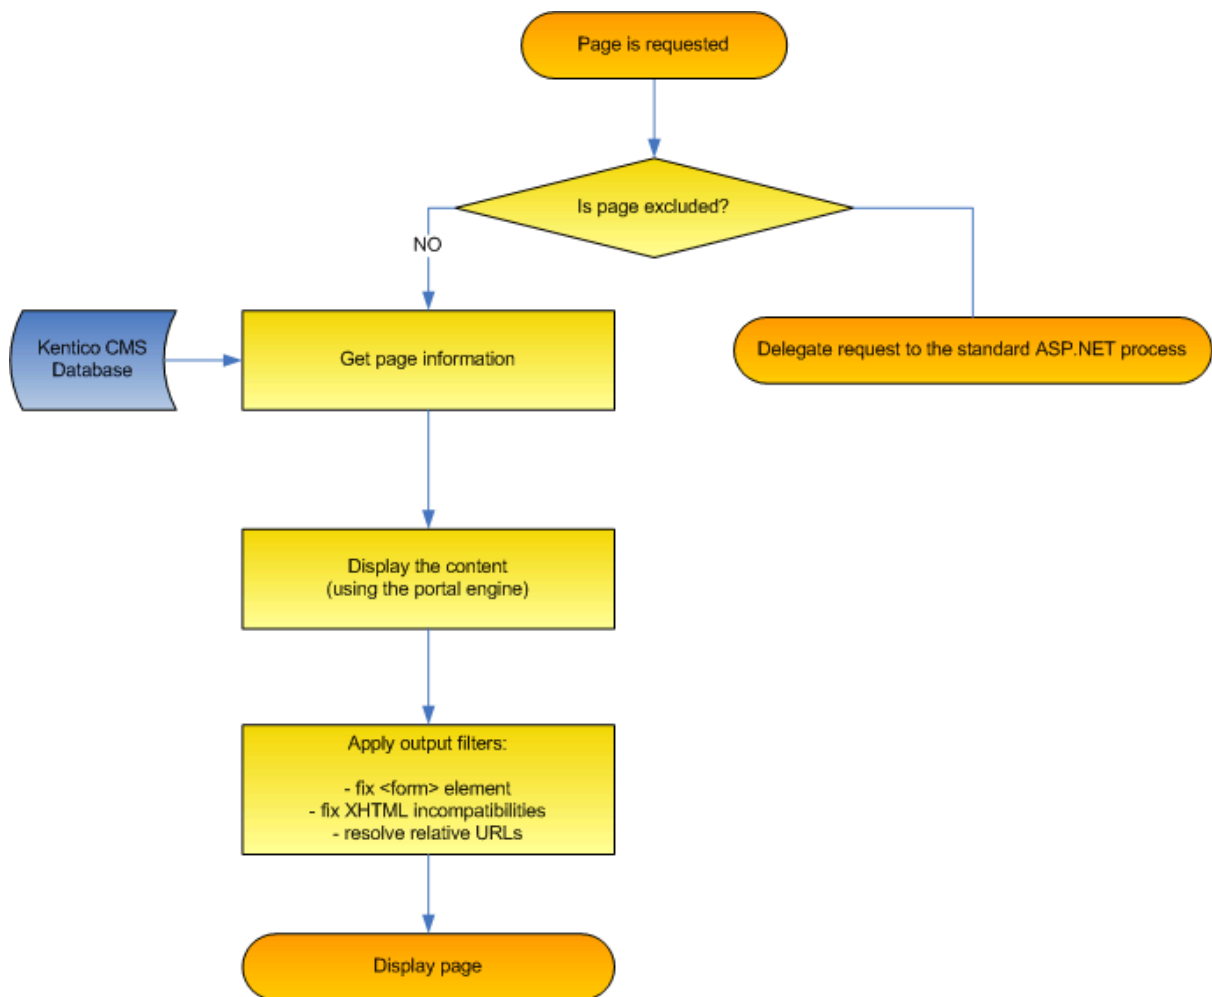 Page is requested
Is page excluded?
NO
Kentico CMS
Database
Get page information
Delegate request to the standard ASP.NET process
Display the content
(using the portal engine)
Apply output filters:
- fix <form> element
- fix XHTML incompatibilities
- resolve relative URLs
Display page